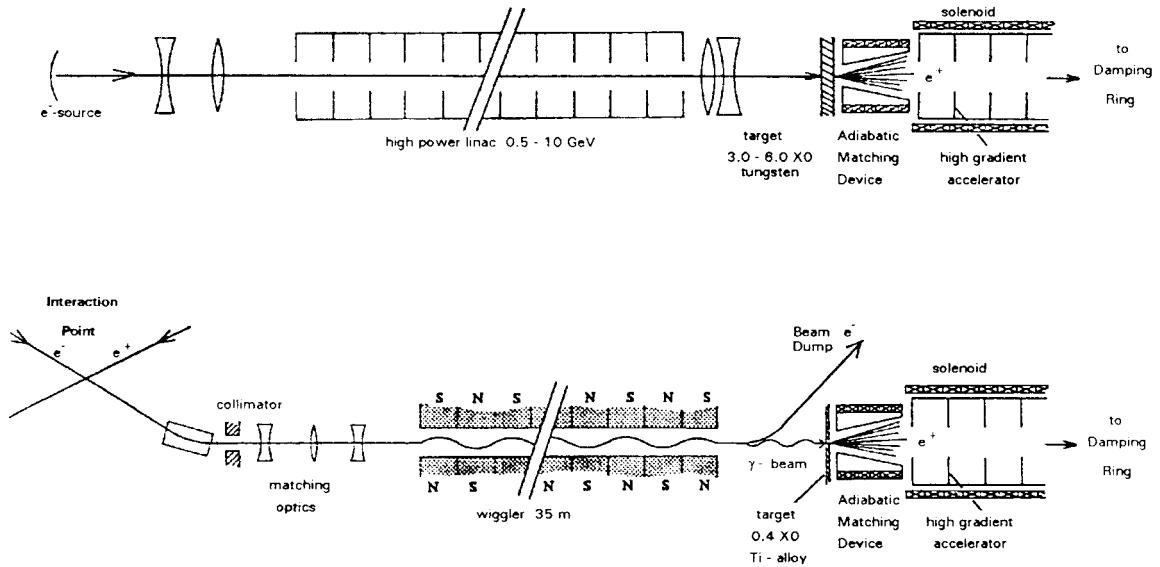 solenoid
e⁻-source
e⁺
to
Damping
Ring
high power linac 0.5 - 10 GeV
target
3.0 - 6.0 X0
tungsten
Adiabatic
Matching
Device
high gradient
accelerator
Interaction
Point
e⁻
e⁺
Beam e⁻
Dump
solenoid
collimator
S N S N S N S
matching
optics
N S N S N S N
wiggler 35 m
γ - beam
target
0.4 X0
Ti - alloy
e⁺
Adiabatic
Matching
Device
high gradient
accelerator
to
Damping
Ring